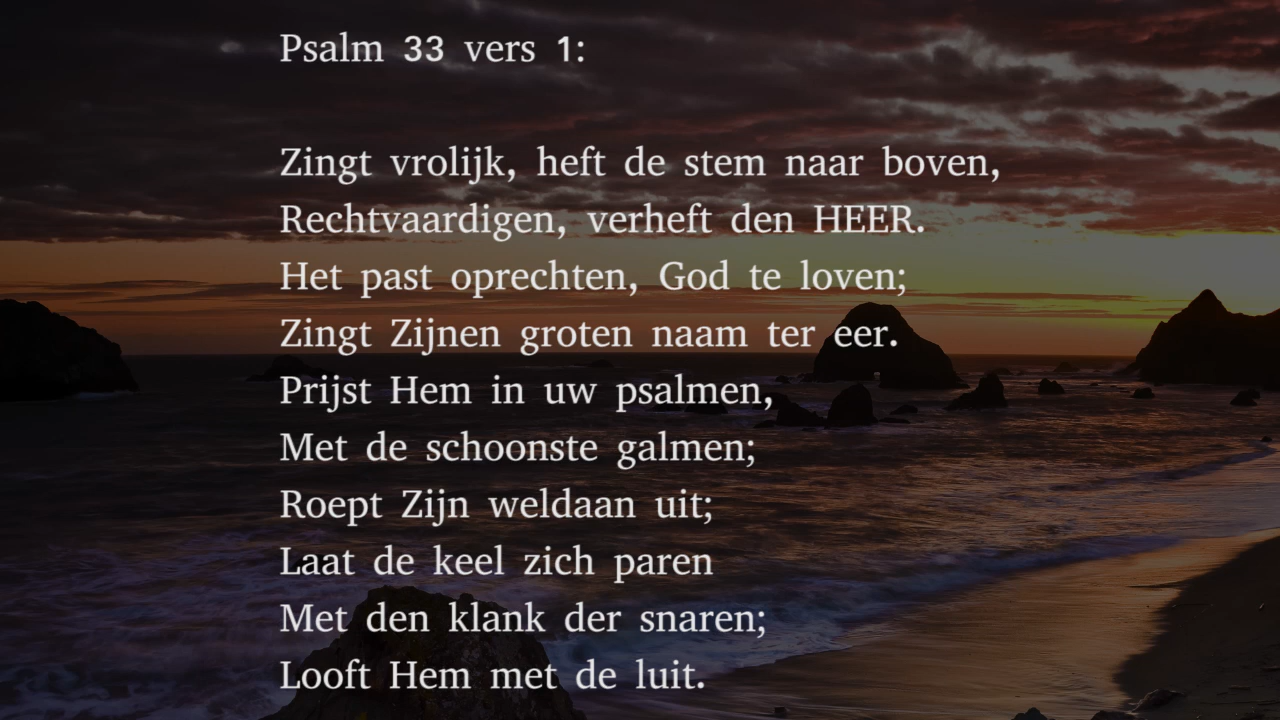 Psalm 33 vers 1:
Zingt vrolijk, heft de stem naar boven,
Rechtvaardigen, verheft den HEER.
Het past oprechten, God te loven;
Zingt Zijnen groten naam ter eer.
Prijst Hem in uw psalmen,
Met de schoonste galmen;
Roept Zijn weldaan uit;
Laat de keel zich paren
Met den klank der snaren;
Looft Hem met de luit.